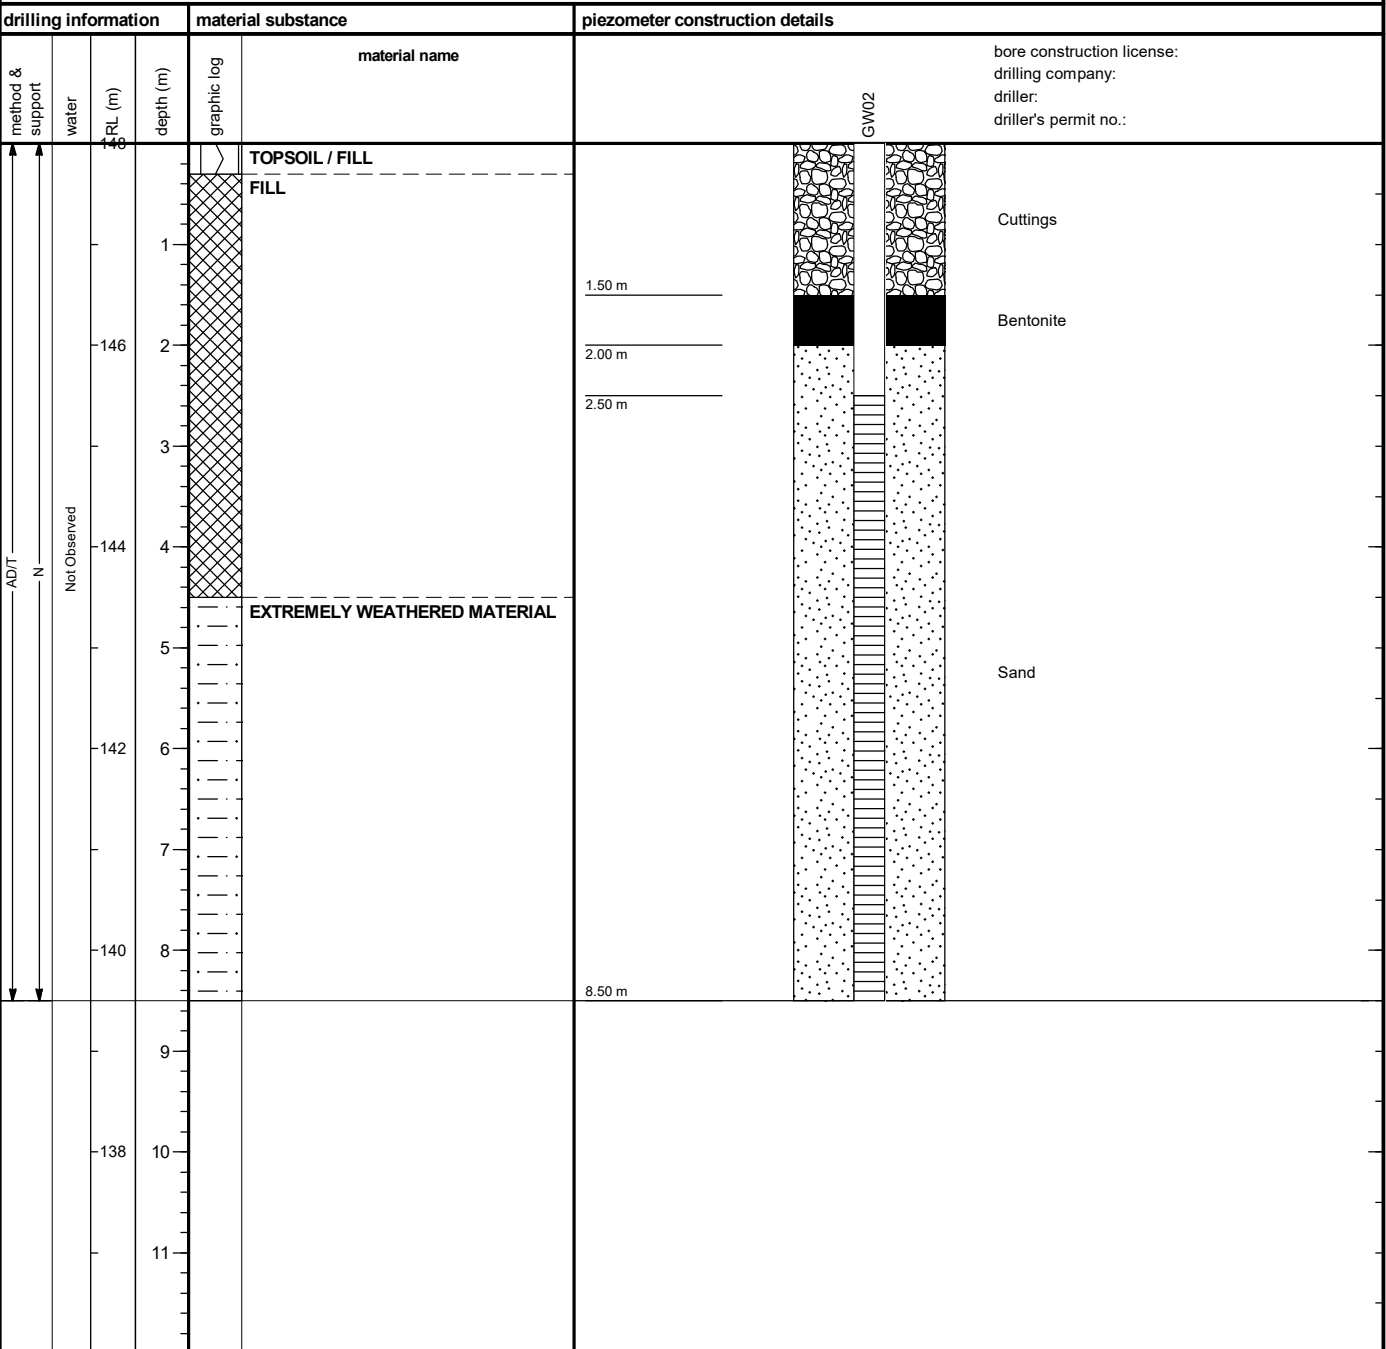 drilling information
material substance
piezometer construction details
method &
support
water
RL (m)
depth (m)
graphic log
material name
GW02
bore construction license:
drilling company:
driller:
driller's permit no.:
148
TOPSOIL / FILL
FILL
Cuttings
1
1.50 m
Bentonite
146
2
2.00 m
2.50 m
3
AD/T
N
Not Observed
144
4
EXTREMELY WEATHERED MATERIAL
5
Sand
142
6
7
140
8
8.50 m
9
138
10
11